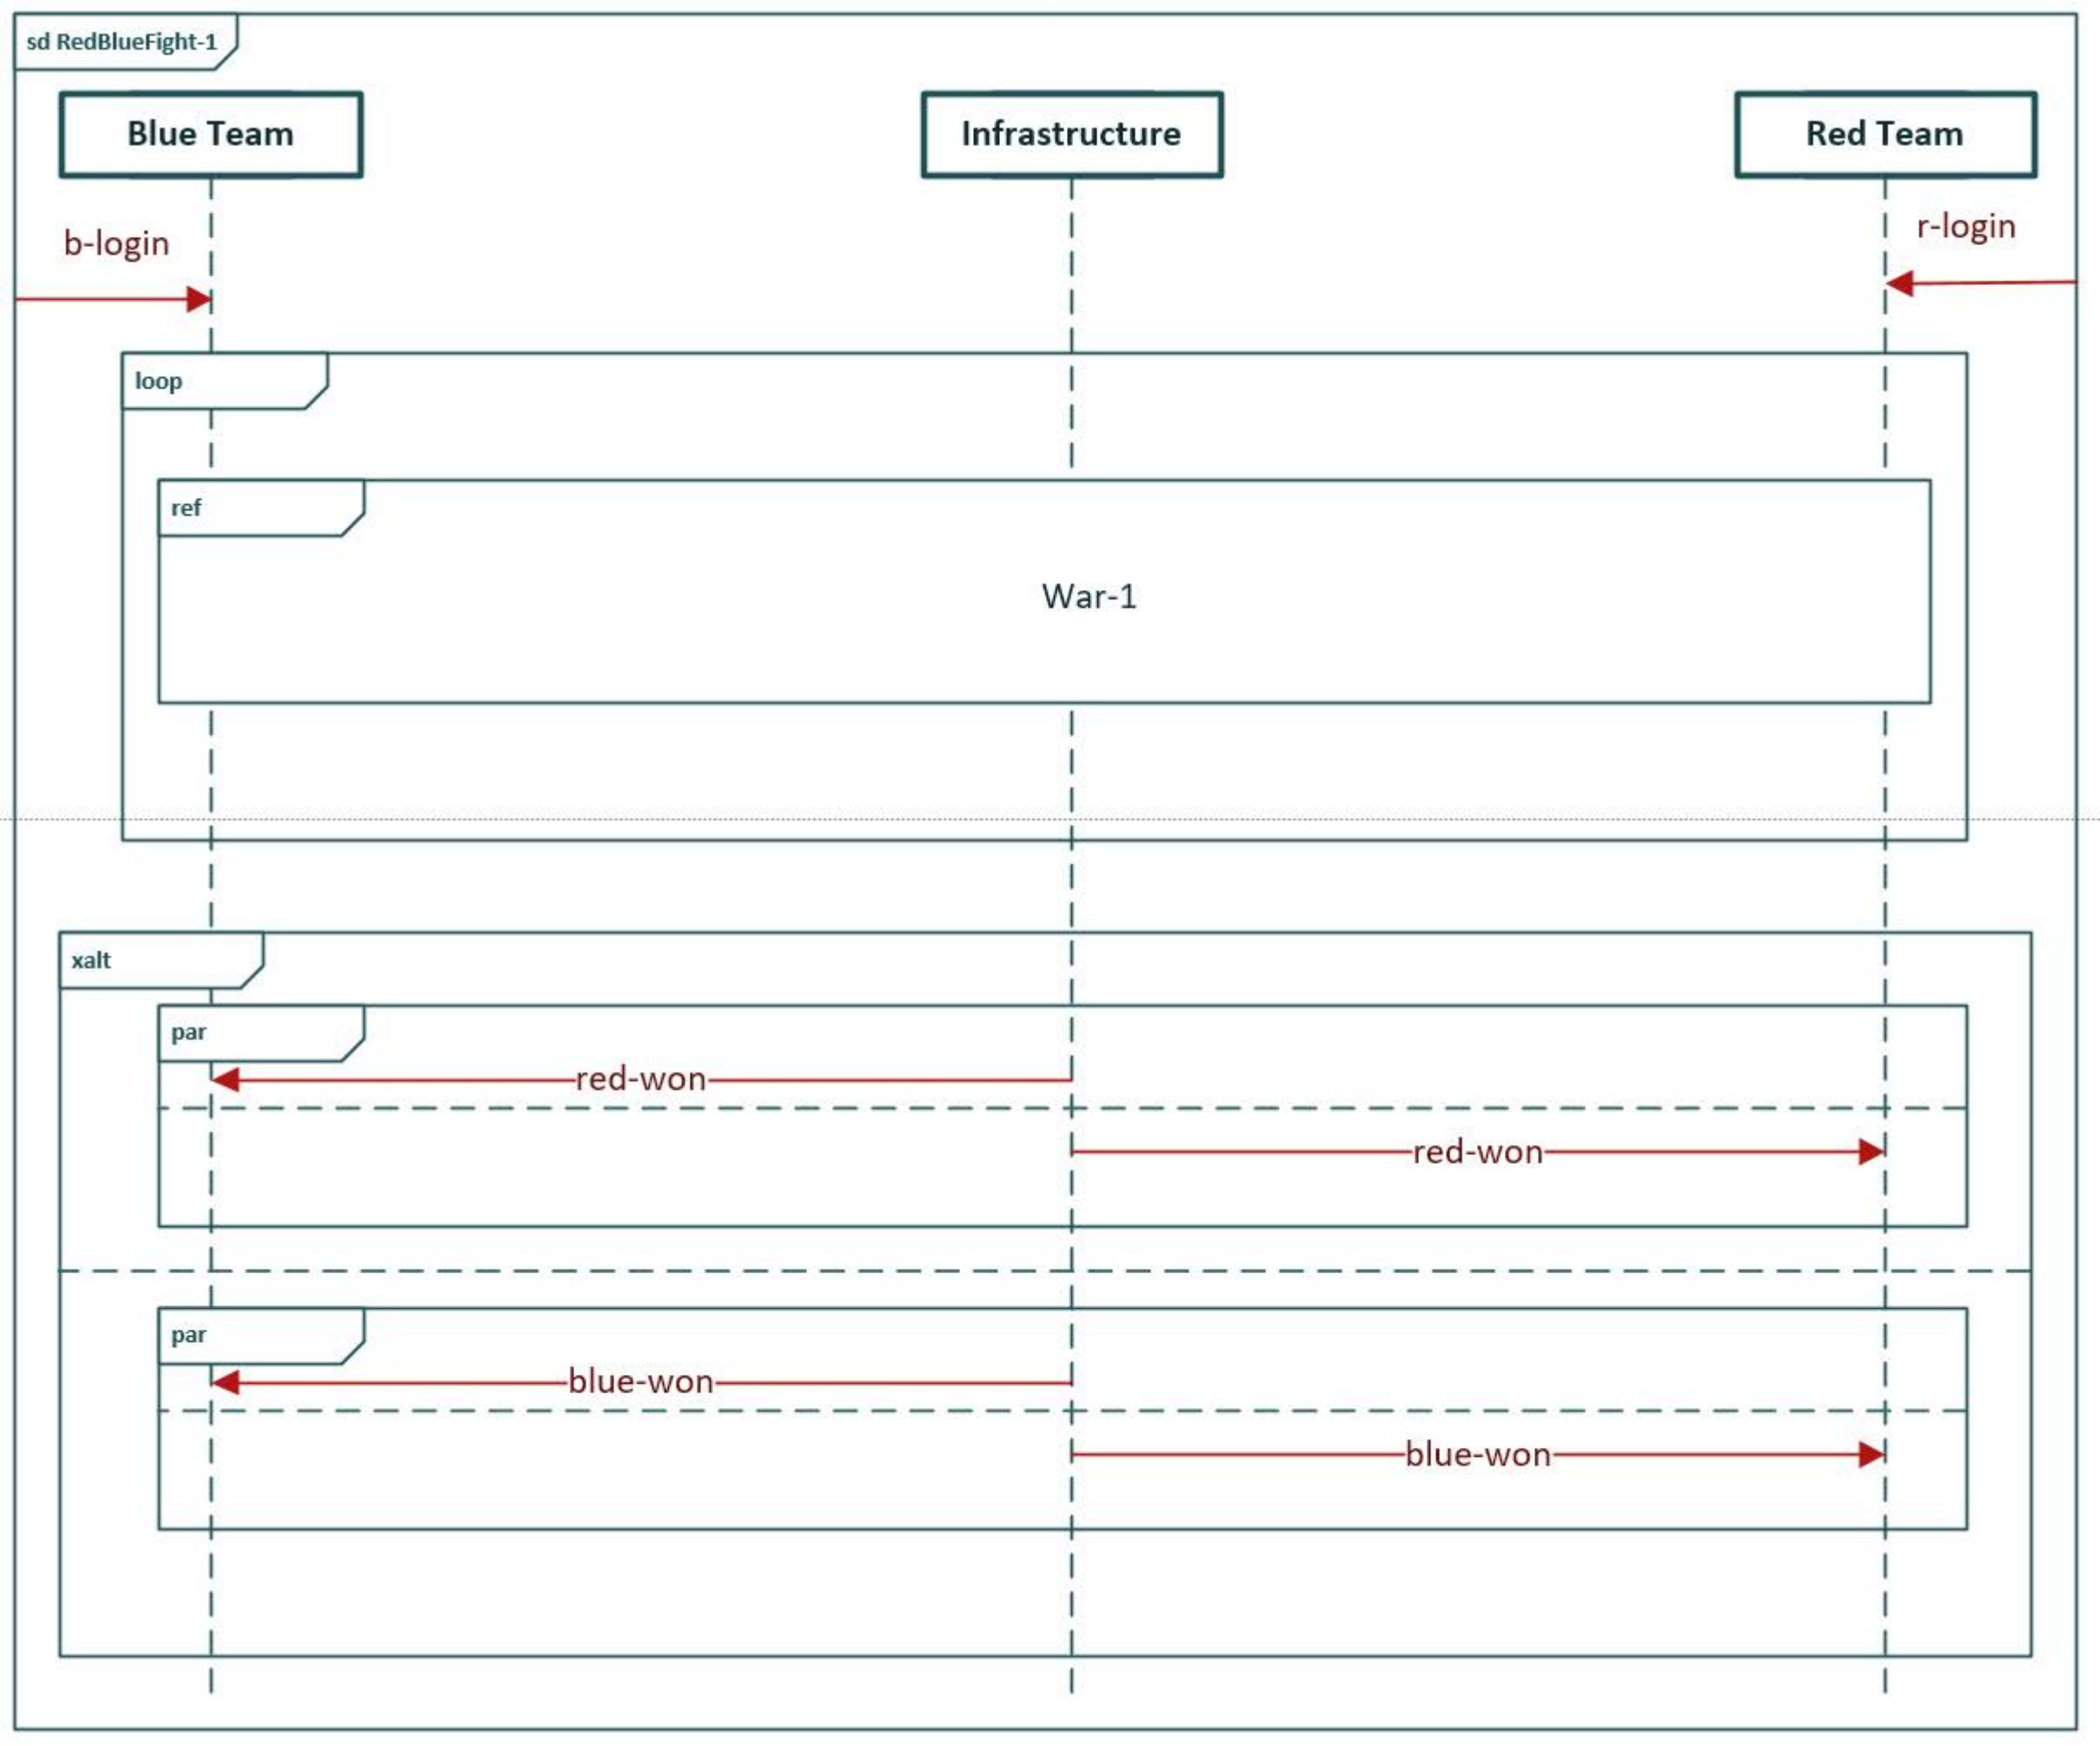 sd RedBlueFight-1
Blue Team
Infrastructure
Red Team
b-login
r-login
loop
ref
War-1
xalt
par
red-won
red-won
par
blue-won
blue-won